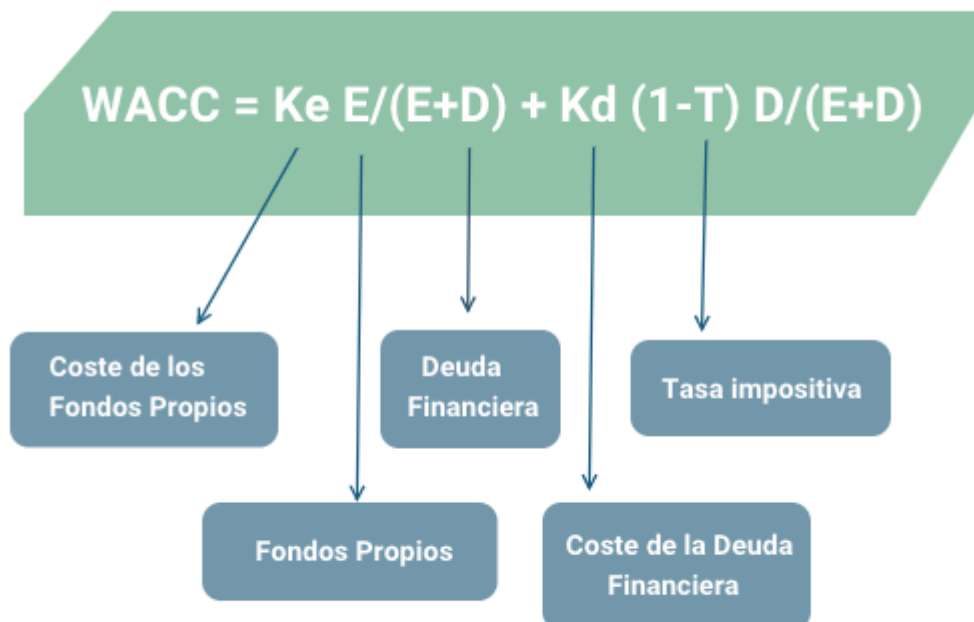 WACC = Ke E/(E+D) + Kd (1-T) D/(E+D)
Coste de los
Fondos Propios
Deuda
Financiera
Tasa impositiva
Fondos Propios
Coste de la Deuda
Financiera